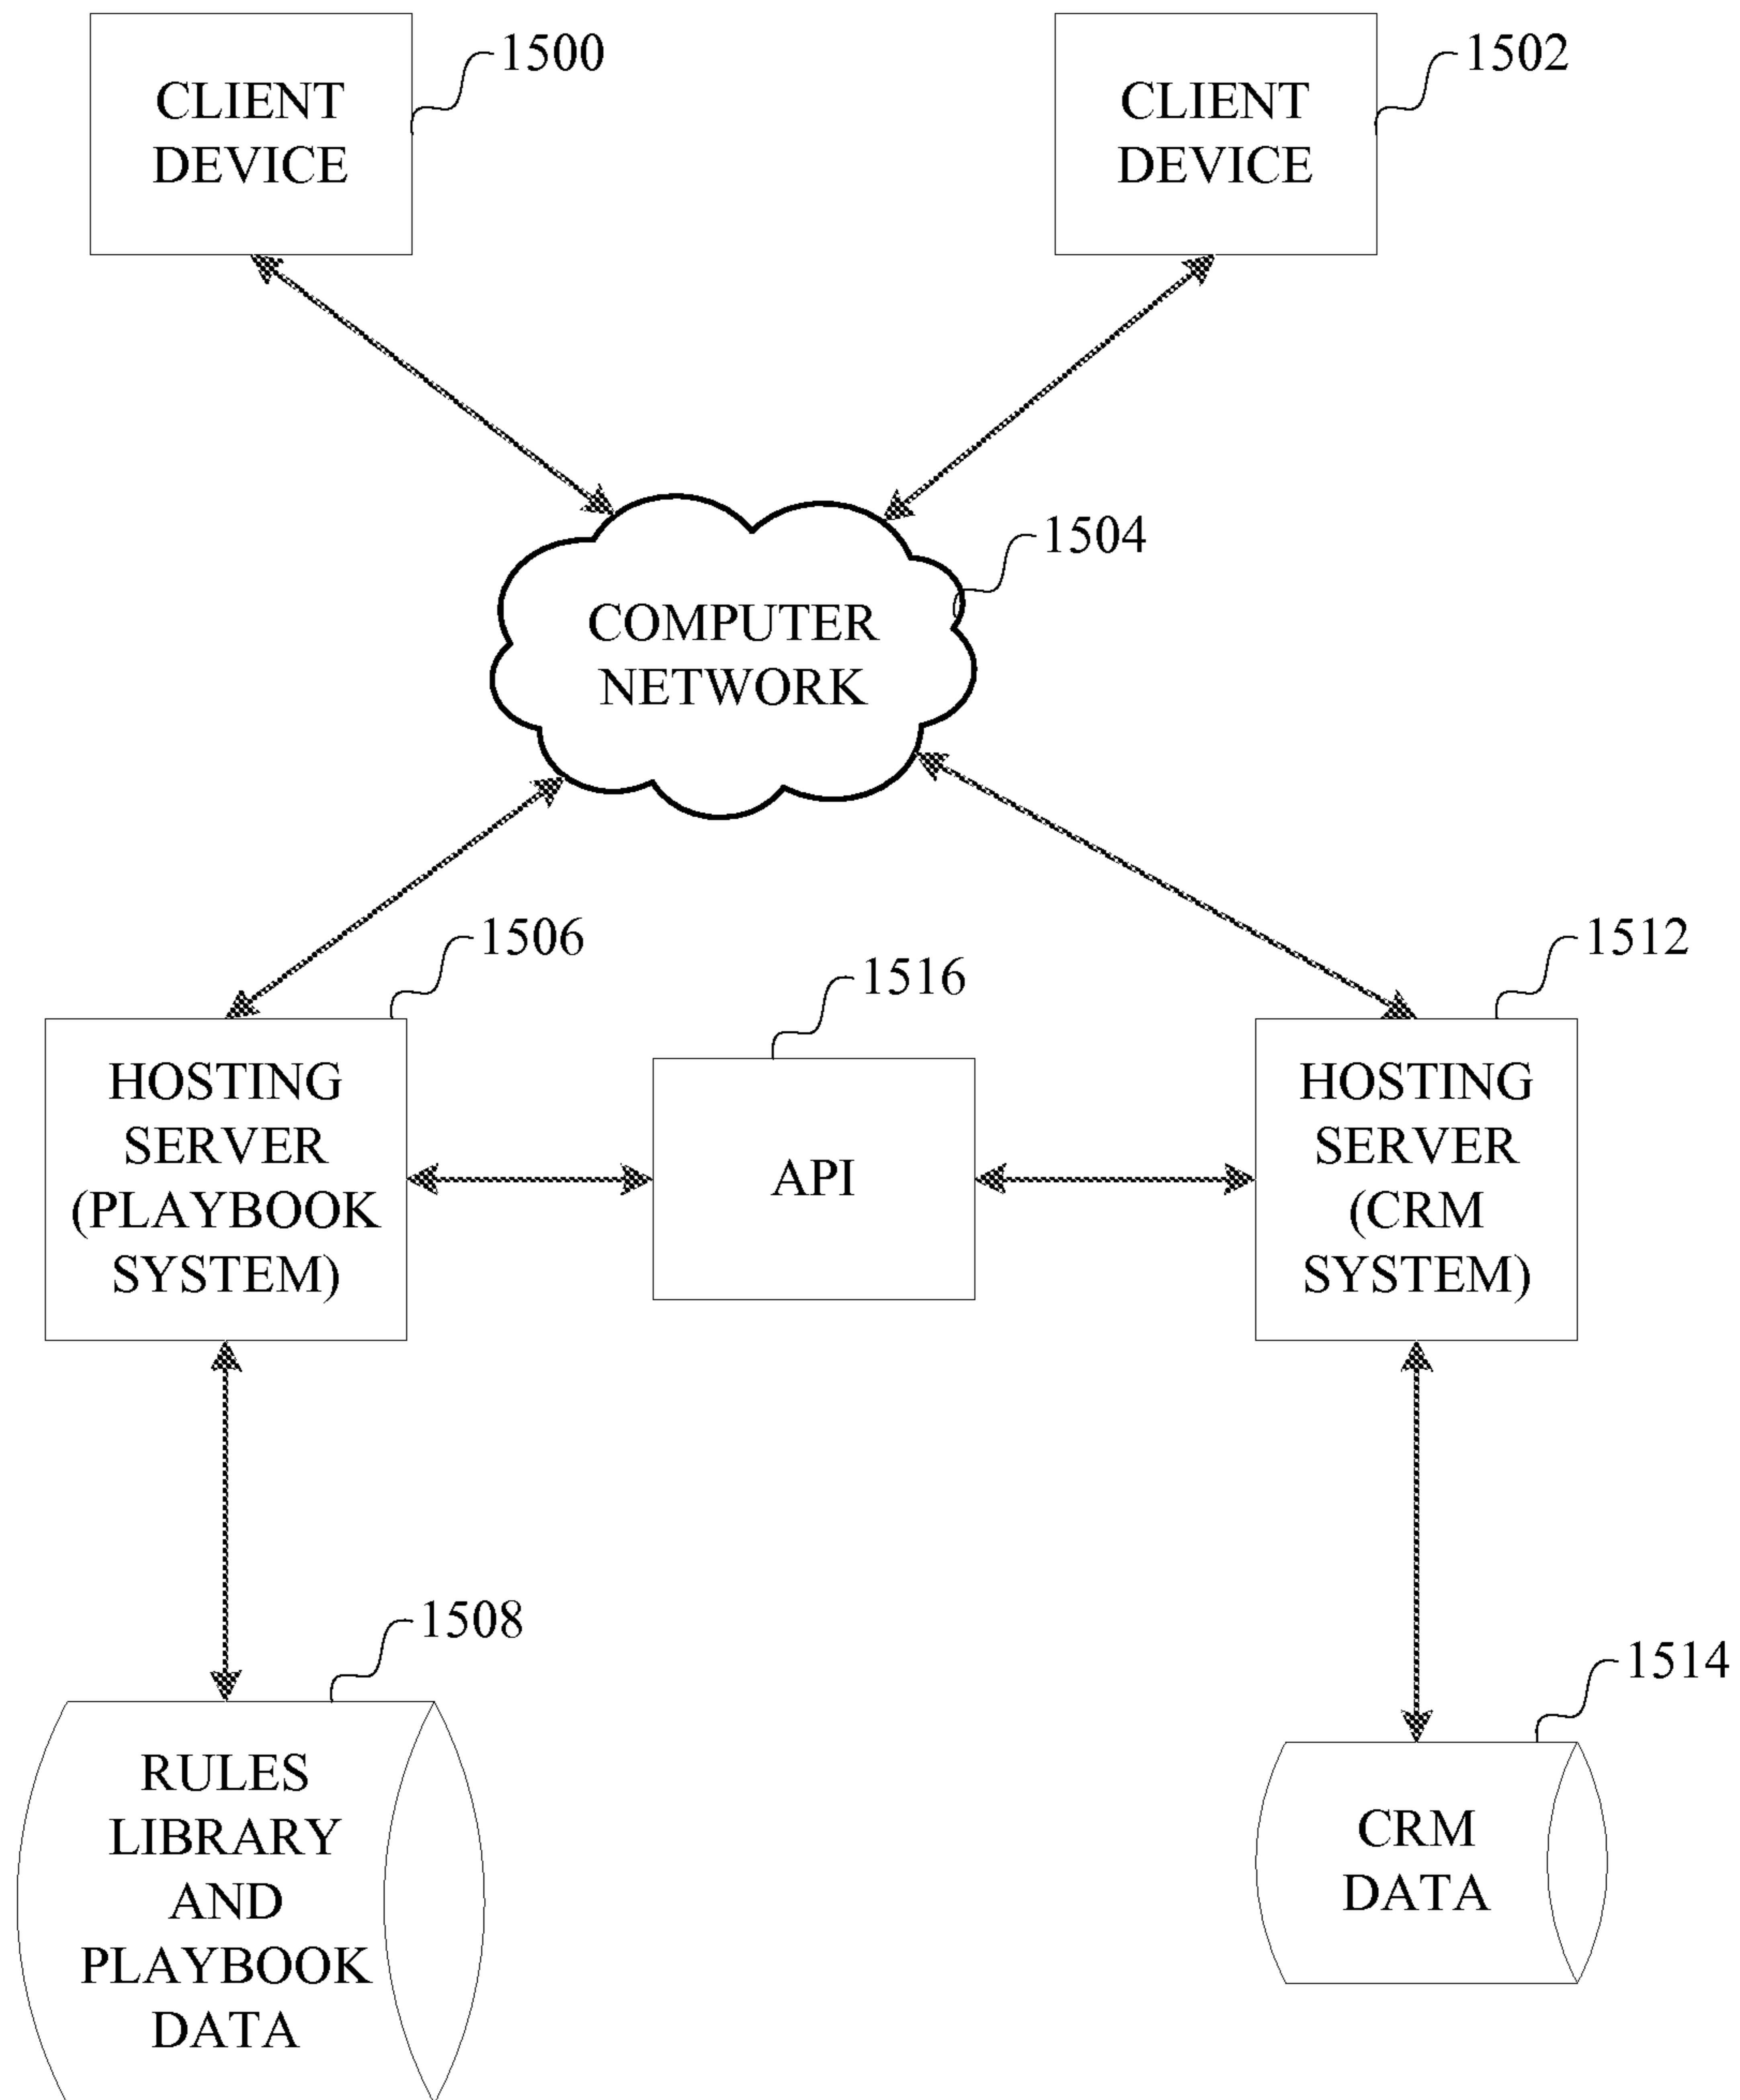 CLIENT
DEVICE
1500
CLIENT
DEVICE
1502
COMPUTER
NETWORK
1504
HOSTING
SERVER
(PLAYBOOK
SYSTEM)
1506
API
1516
HOSTING
SERVER
(CRM
SYSTEM)
1512
RULES
LIBRARY
AND
PLAYBOOK
DATA
1508
CRM
DATA
1514